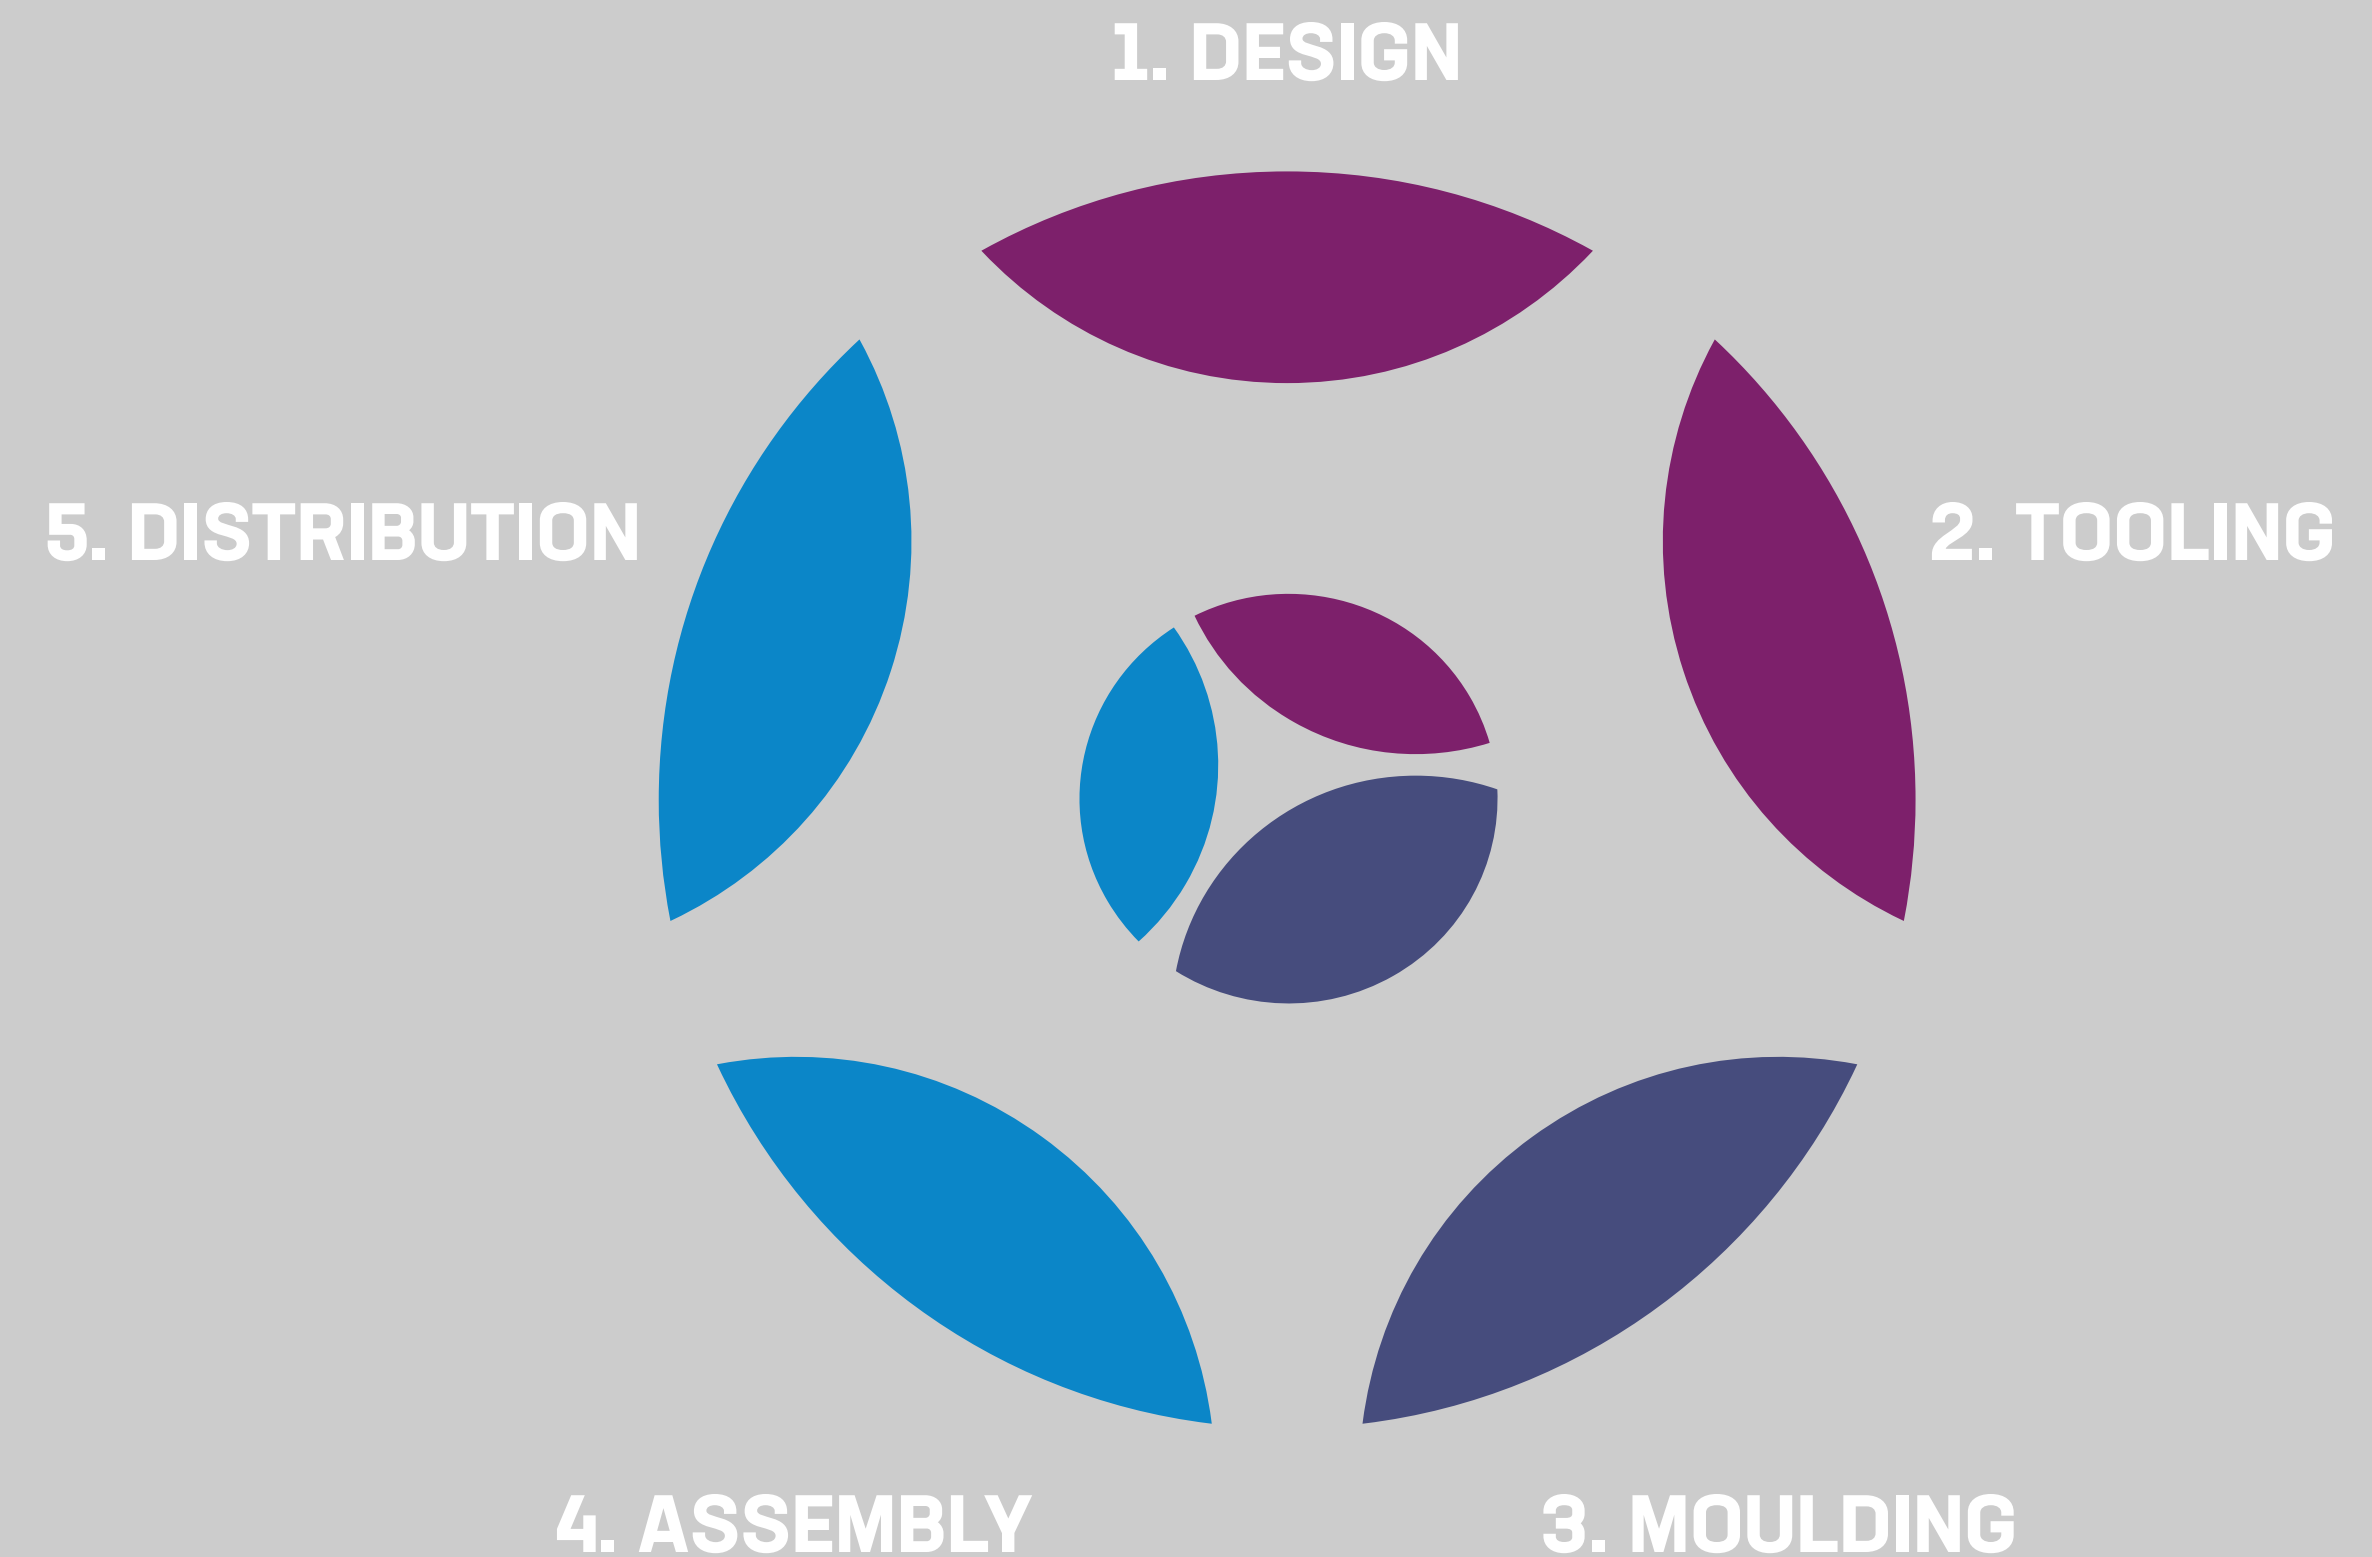 1. DESIGN
2. TOOLING
3. MOULDING
4. ASSEMBLY
5. DISTRIBUTION